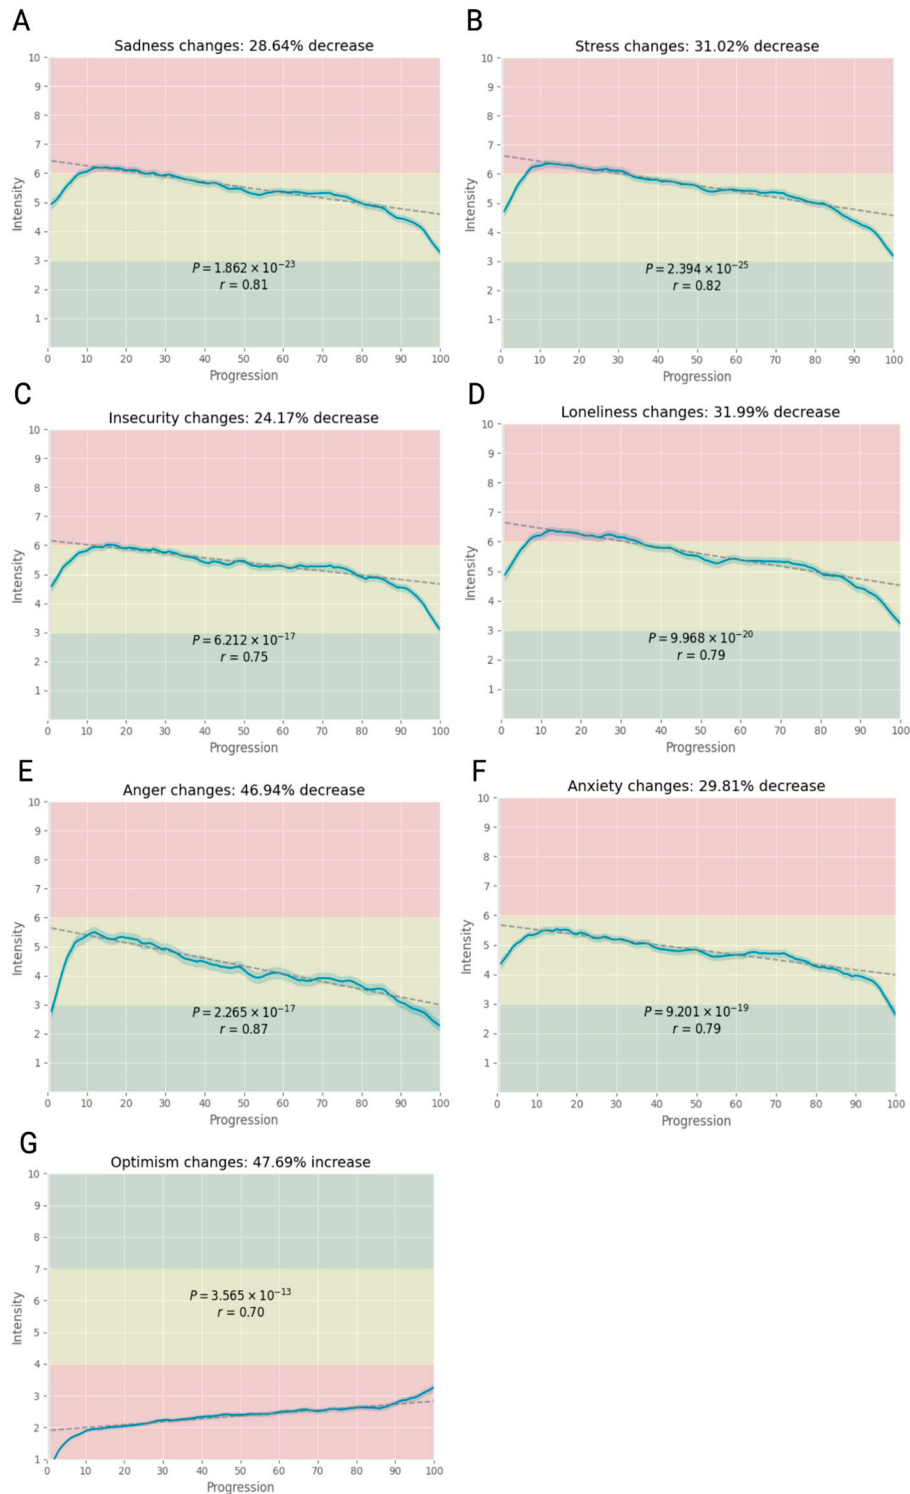 A
Sadness changes: 28.64% decrease
10
9
8
7
6
5
4
3
2
1
Intensity
P = 1.862 × 10⁻²³
r = 0.81
0 10 20 30 40 50 60 70 80 90 100
Progression
B
Stress changes: 31.02% decrease
10
9
8
7
6
5
4
3
2
1
Intensity
P = 2.394 × 10⁻²⁵
r = 0.82
0 10 20 30 40 50 60 70 80 90 100
Progression
C
Insecurity changes: 24.17% decrease
10
9
8
7
6
5
4
3
2
1
Intensity
P = 6.212 × 10⁻¹⁷
r = 0.75
0 10 20 30 40 50 60 70 80 90 100
Progression
D
Loneliness changes: 31.99% decrease
10
9
8
7
6
5
4
3
2
1
Intensity
P = 9.968 × 10⁻²⁰
r = 0.79
0 10 20 30 40 50 60 70 80 90 100
Progression
E
Anger changes: 46.94% decrease
10
9
8
7
6
5
4
3
2
1
Intensity
P = 2.265 × 10⁻¹⁷
r = 0.87
0 10 20 30 40 50 60 70 80 90 100
Progression
F
Anxiety changes: 29.81% decrease
10
9
8
7
6
5
4
3
2
1
Intensity
P = 9.201 × 10⁻¹⁹
r = 0.79
0 10 20 30 40 50 60 70 80 90 100
Progression
G
Optimism changes: 47.69% increase
10
9
8
7
6
5
4
3
2
1
Intensity
P = 3.565 × 10⁻¹³
r = 0.70
0 10 20 30 40 50 60 70 80 90 100
Progression